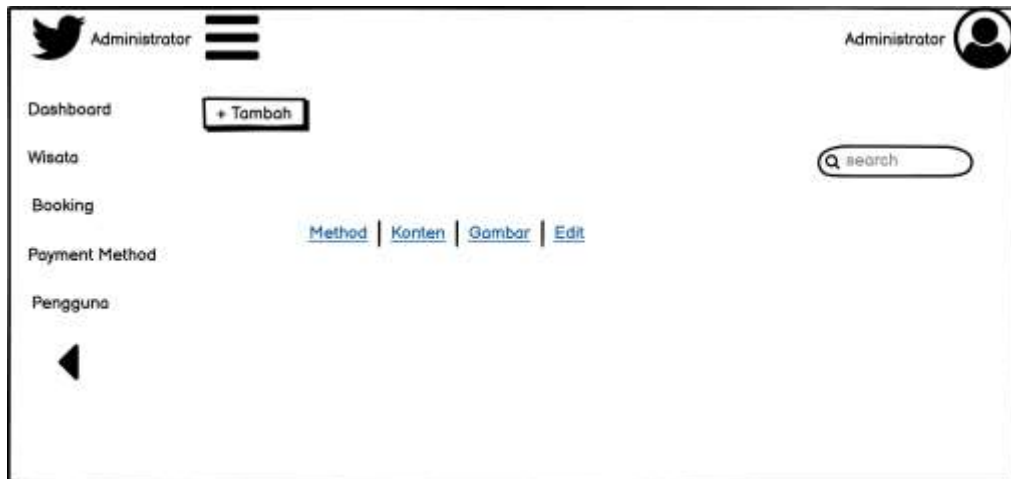 Administrator
Administrator
Dashboard
+ Tambah
Wisata
search
Booking
Method | Konten | Gambar | Edit
Payment Method
Pengguna